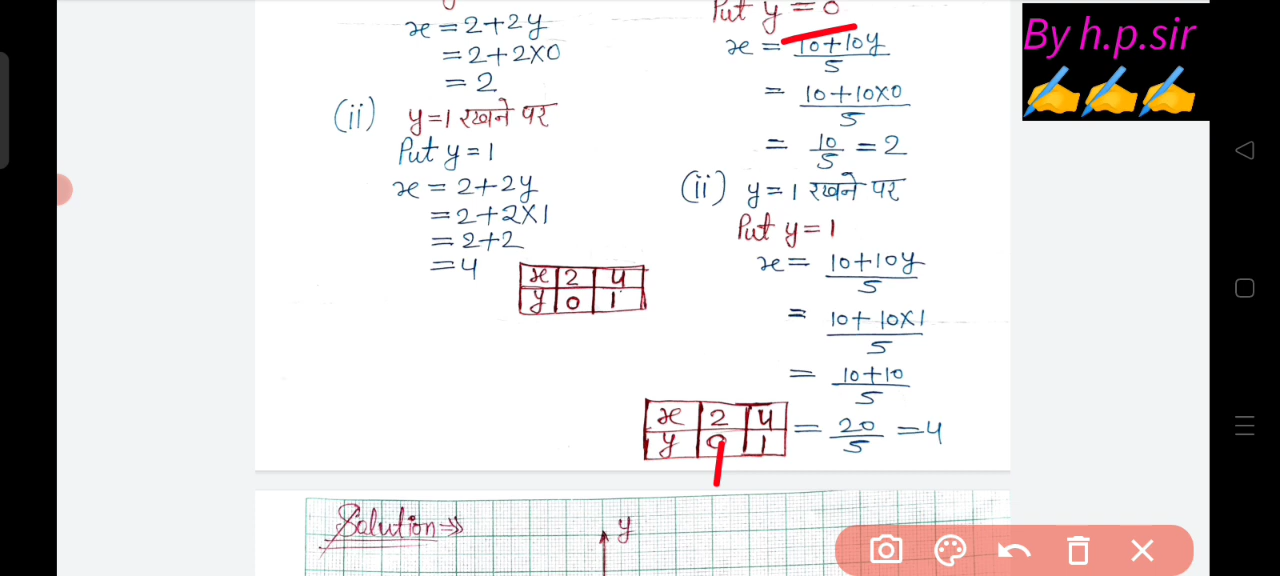 x = 2+2y
= 2+2×0
= 2
(ii) y=1 रखने पर
Put y = 1
x = 2+2y
= 2+2×1
= 2+2
= 4
x 2 4
y 0 1
Put y = 0
x = 10+10y
5
= 10+10×0
5
= 10/5 = 2
(ii) y=1 रखने पर
Put y = 1
x = 10+10y
5
= 10+10×1
5
= 10+10
5
= 20/5 = 4
x 2 4
y 0 1
Solution
y
By h.p.sir